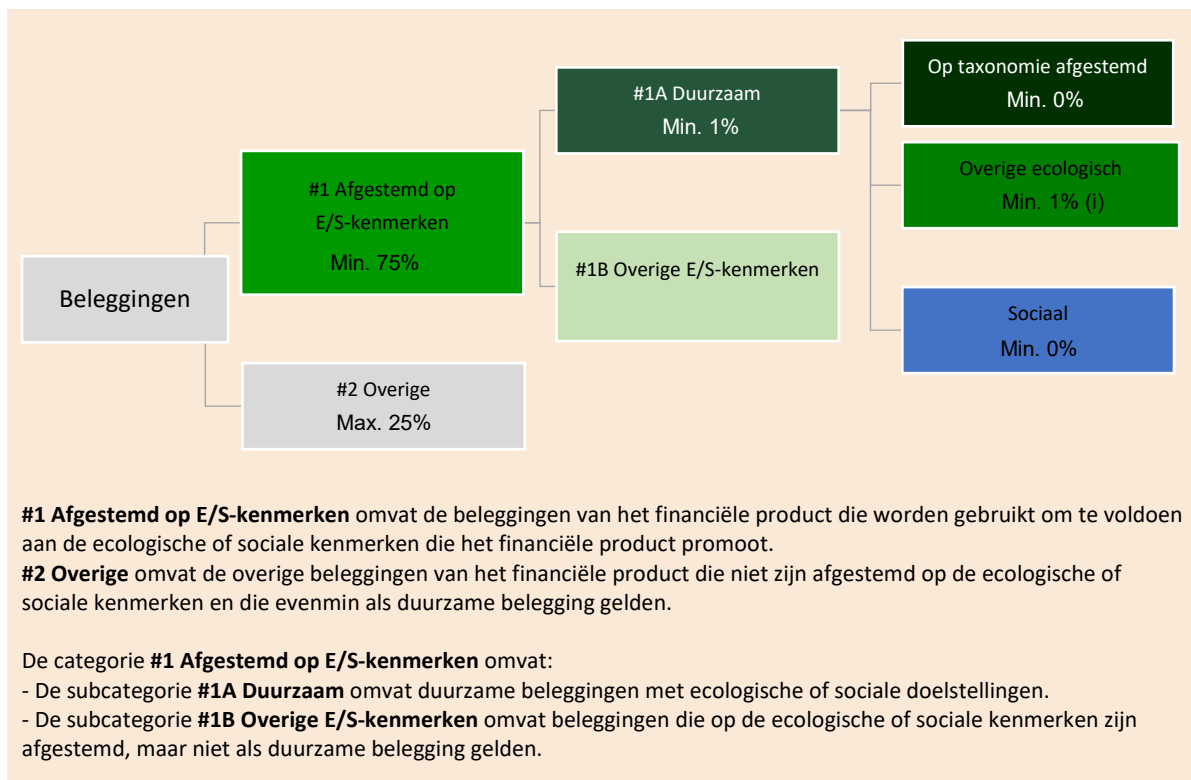 Beleggingen
#1 Afgestemd op
E/S-kenmerken
Min. 75%
#2 Overige
Max. 25%
#1A Duurzaam
Min. 1%
#1B Overige E/S-kenmerken
Op taxonomie afgestemd
Min. 0%
Overige ecologisch
Min. 1% (i)
Sociaal
Min. 0%
#1 Afgestemd op E/S-kenmerken omvat de beleggingen van het financiële product die worden gebruikt om te voldoen
aan de ecologische of sociale kenmerken die het financiële product promoot.
#2 Overige omvat de overige beleggingen van het financiële product die niet zijn afgestemd op de ecologische of
sociale kenmerken en die evenmin als duurzame belegging gelden.
De categorie #1 Afgestemd op E/S-kenmerken omvat:
- De subcategorie #1A Duurzaam omvat duurzame beleggingen met ecologische of sociale doelstellingen.
- De subcategorie #1B Overige E/S-kenmerken omvat beleggingen die op de ecologische of sociale kenmerken zijn
afgestemd, maar niet als duurzame belegging gelden.